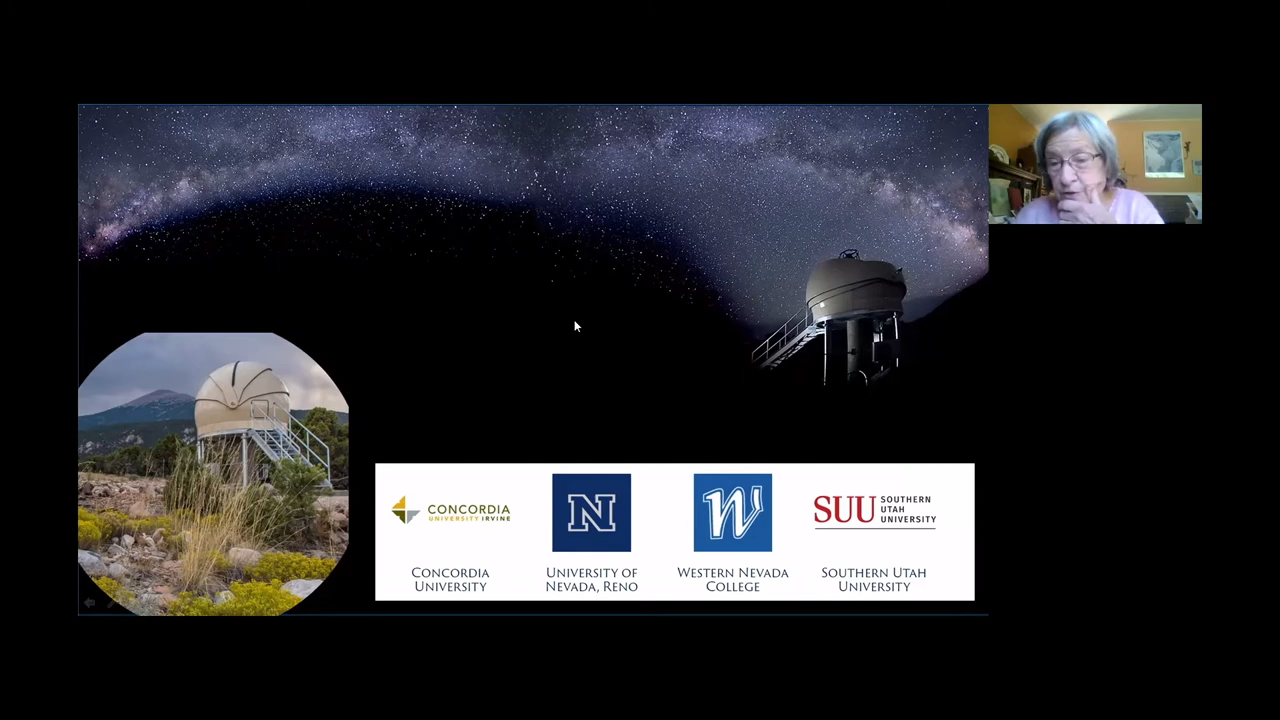 CONCORDIA
UNIVERSITY IRVINE
N
W
SUU
SOUTHERN
UTAH
UNIVERSITY
CONCORDIA
UNIVERSITY
UNIVERSITY OF
NEVADA, RENO
WESTERN NEVADA
COLLEGE
SOUTHERN UTAH
UNIVERSITY